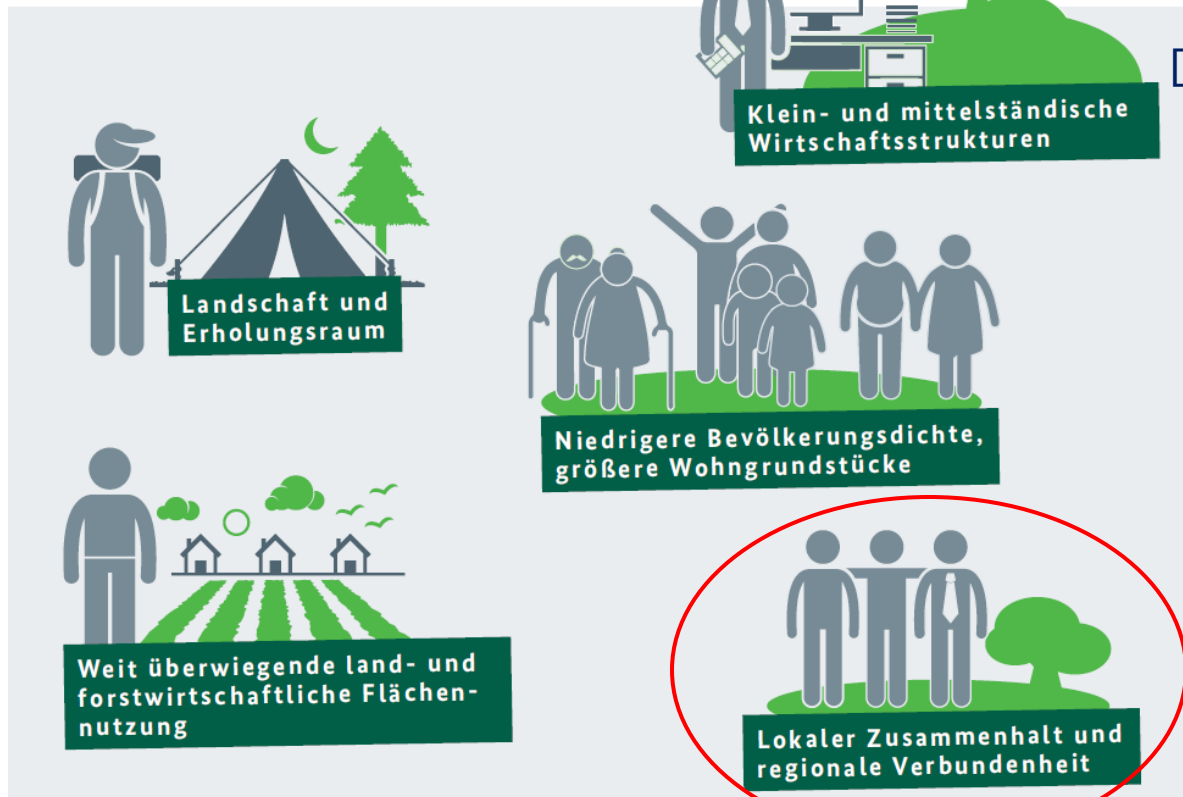 Klein- und mittelständische
Wirtschaftsstrukturen
Landschaft und
Erholungsraum
Niedrigere Bevölkerungsdichte,
größere Wohngrundstücke
Weit überwiegende land- und
forstwirtschaftliche Flächen-
nutzung
Lokaler Zusammenhalt und
regionale Verbundenheit